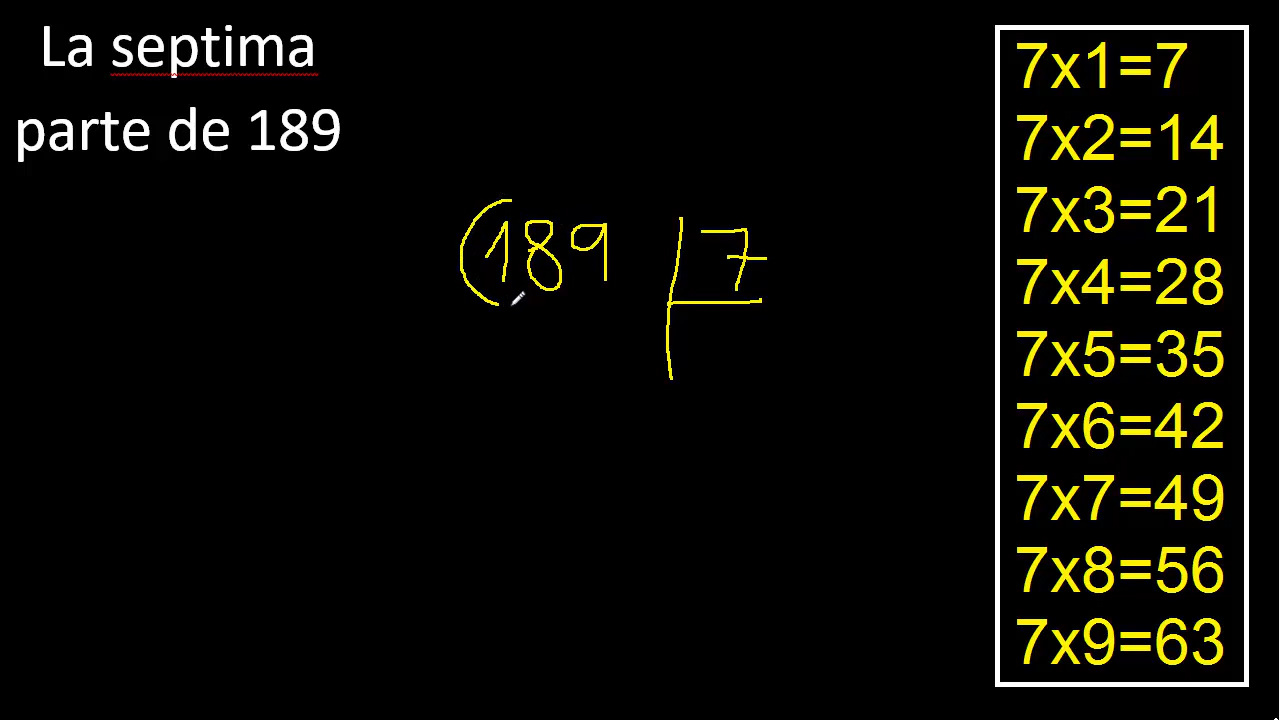 La septima
parte de 189
189 7
7x1=7
7x2=14
7x3=21
7x4=28
7x5=35
7x6=42
7x7=49
7x8=56
7x9=63